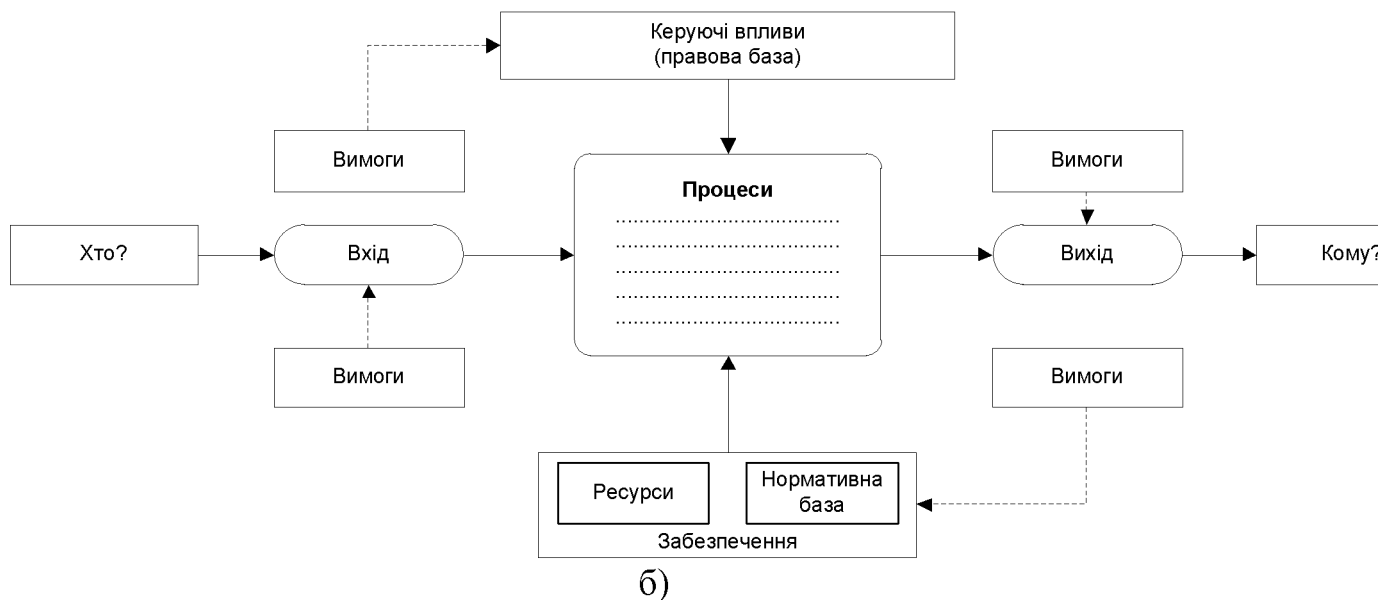 Керуючі впливи
(правова база)
Вимоги
Вимоги
Процеси
Хто?
Вхід
Вихід
Кому?
Вимоги
Вимоги
Ресурси
Нормативна
база
Забезпечення
б)